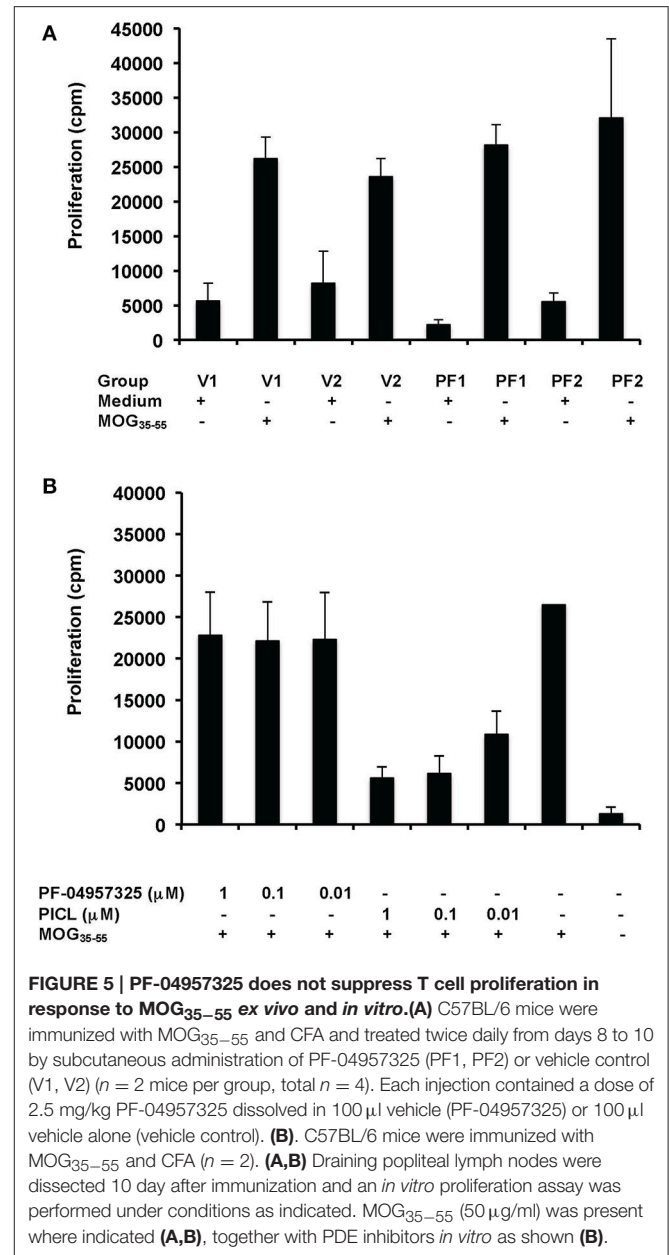 A
45000
40000
35000
30000
25000
20000
15000
10000
5000
0
Proliferation (cpm)
Group V1 V1 V2 V2 PF1 PF1 PF2 PF2
Medium + - + - + - + -
MOG35-55 - + - + - + - +
B
40000
35000
30000
25000
20000
15000
10000
5000
0
Proliferation (cpm)
PF-04957325 (μM) 1 0.1 0.01 - - - - -
PICL (μM) - - - 1 0.1 0.01 - -
MOG35-55 + + + + + + + -
FIGURE 5 | PF-04957325 does not suppress T cell proliferation in
response to MOG35−55 ex vivo and in vitro.(A) C57BL/6 mice were
immunized with MOG35−55 and CFA and treated twice daily from days 8 to 10
by subcutaneous administration of PF-04957325 (PF1, PF2) or vehicle control
(V1, V2) (n = 2 mice per group, total n = 4). Each injection contained a dose of
2.5 mg/kg PF-04957325 dissolved in 100 μl vehicle (PF-04957325) or 100 μl
vehicle alone (vehicle control). (B). C57BL/6 mice were immunized with
MOG35−55 and CFA (n = 2). (A,B) Draining popliteal lymph nodes were
dissected 10 day after immunization and an in vitro proliferation assay was
performed under conditions as indicated. MOG35−55 (50 μg/ml) was present
where indicated (A,B), together with PDE inhibitors in vitro as shown (B).